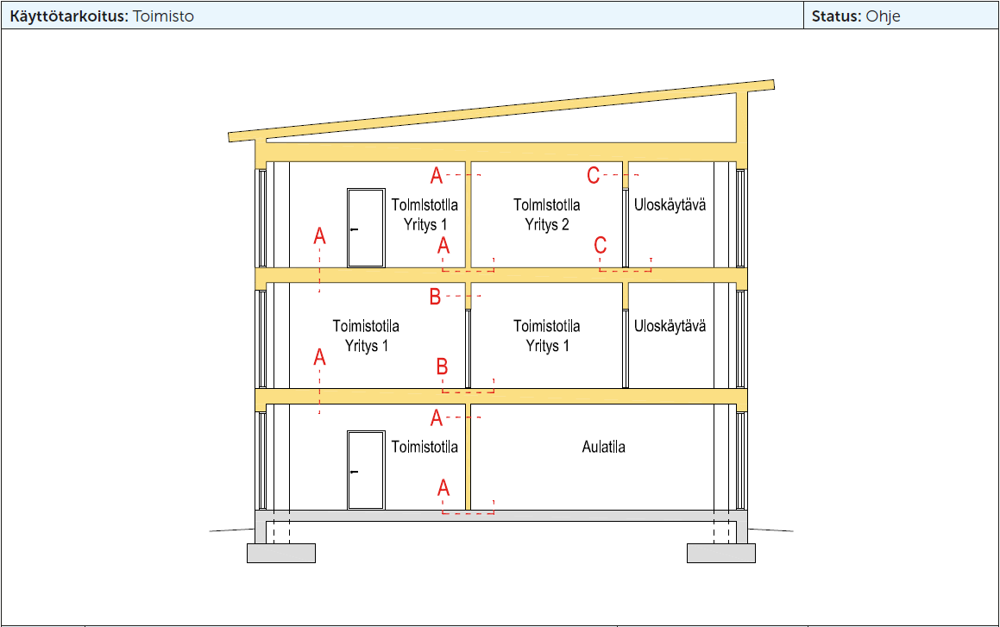 Käyttötarkoitus: Toimisto
Status: Ohje
A
C
Toimistotila
Yritys 1
Toimistotila
Yritys 2
Uloskäytävä
A
A
C
B
Toimistotila
Yritys 1
Toimistotila
Yritys 1
Uloskäytävä
A
B
A
Toimistotila
Aulatila
A